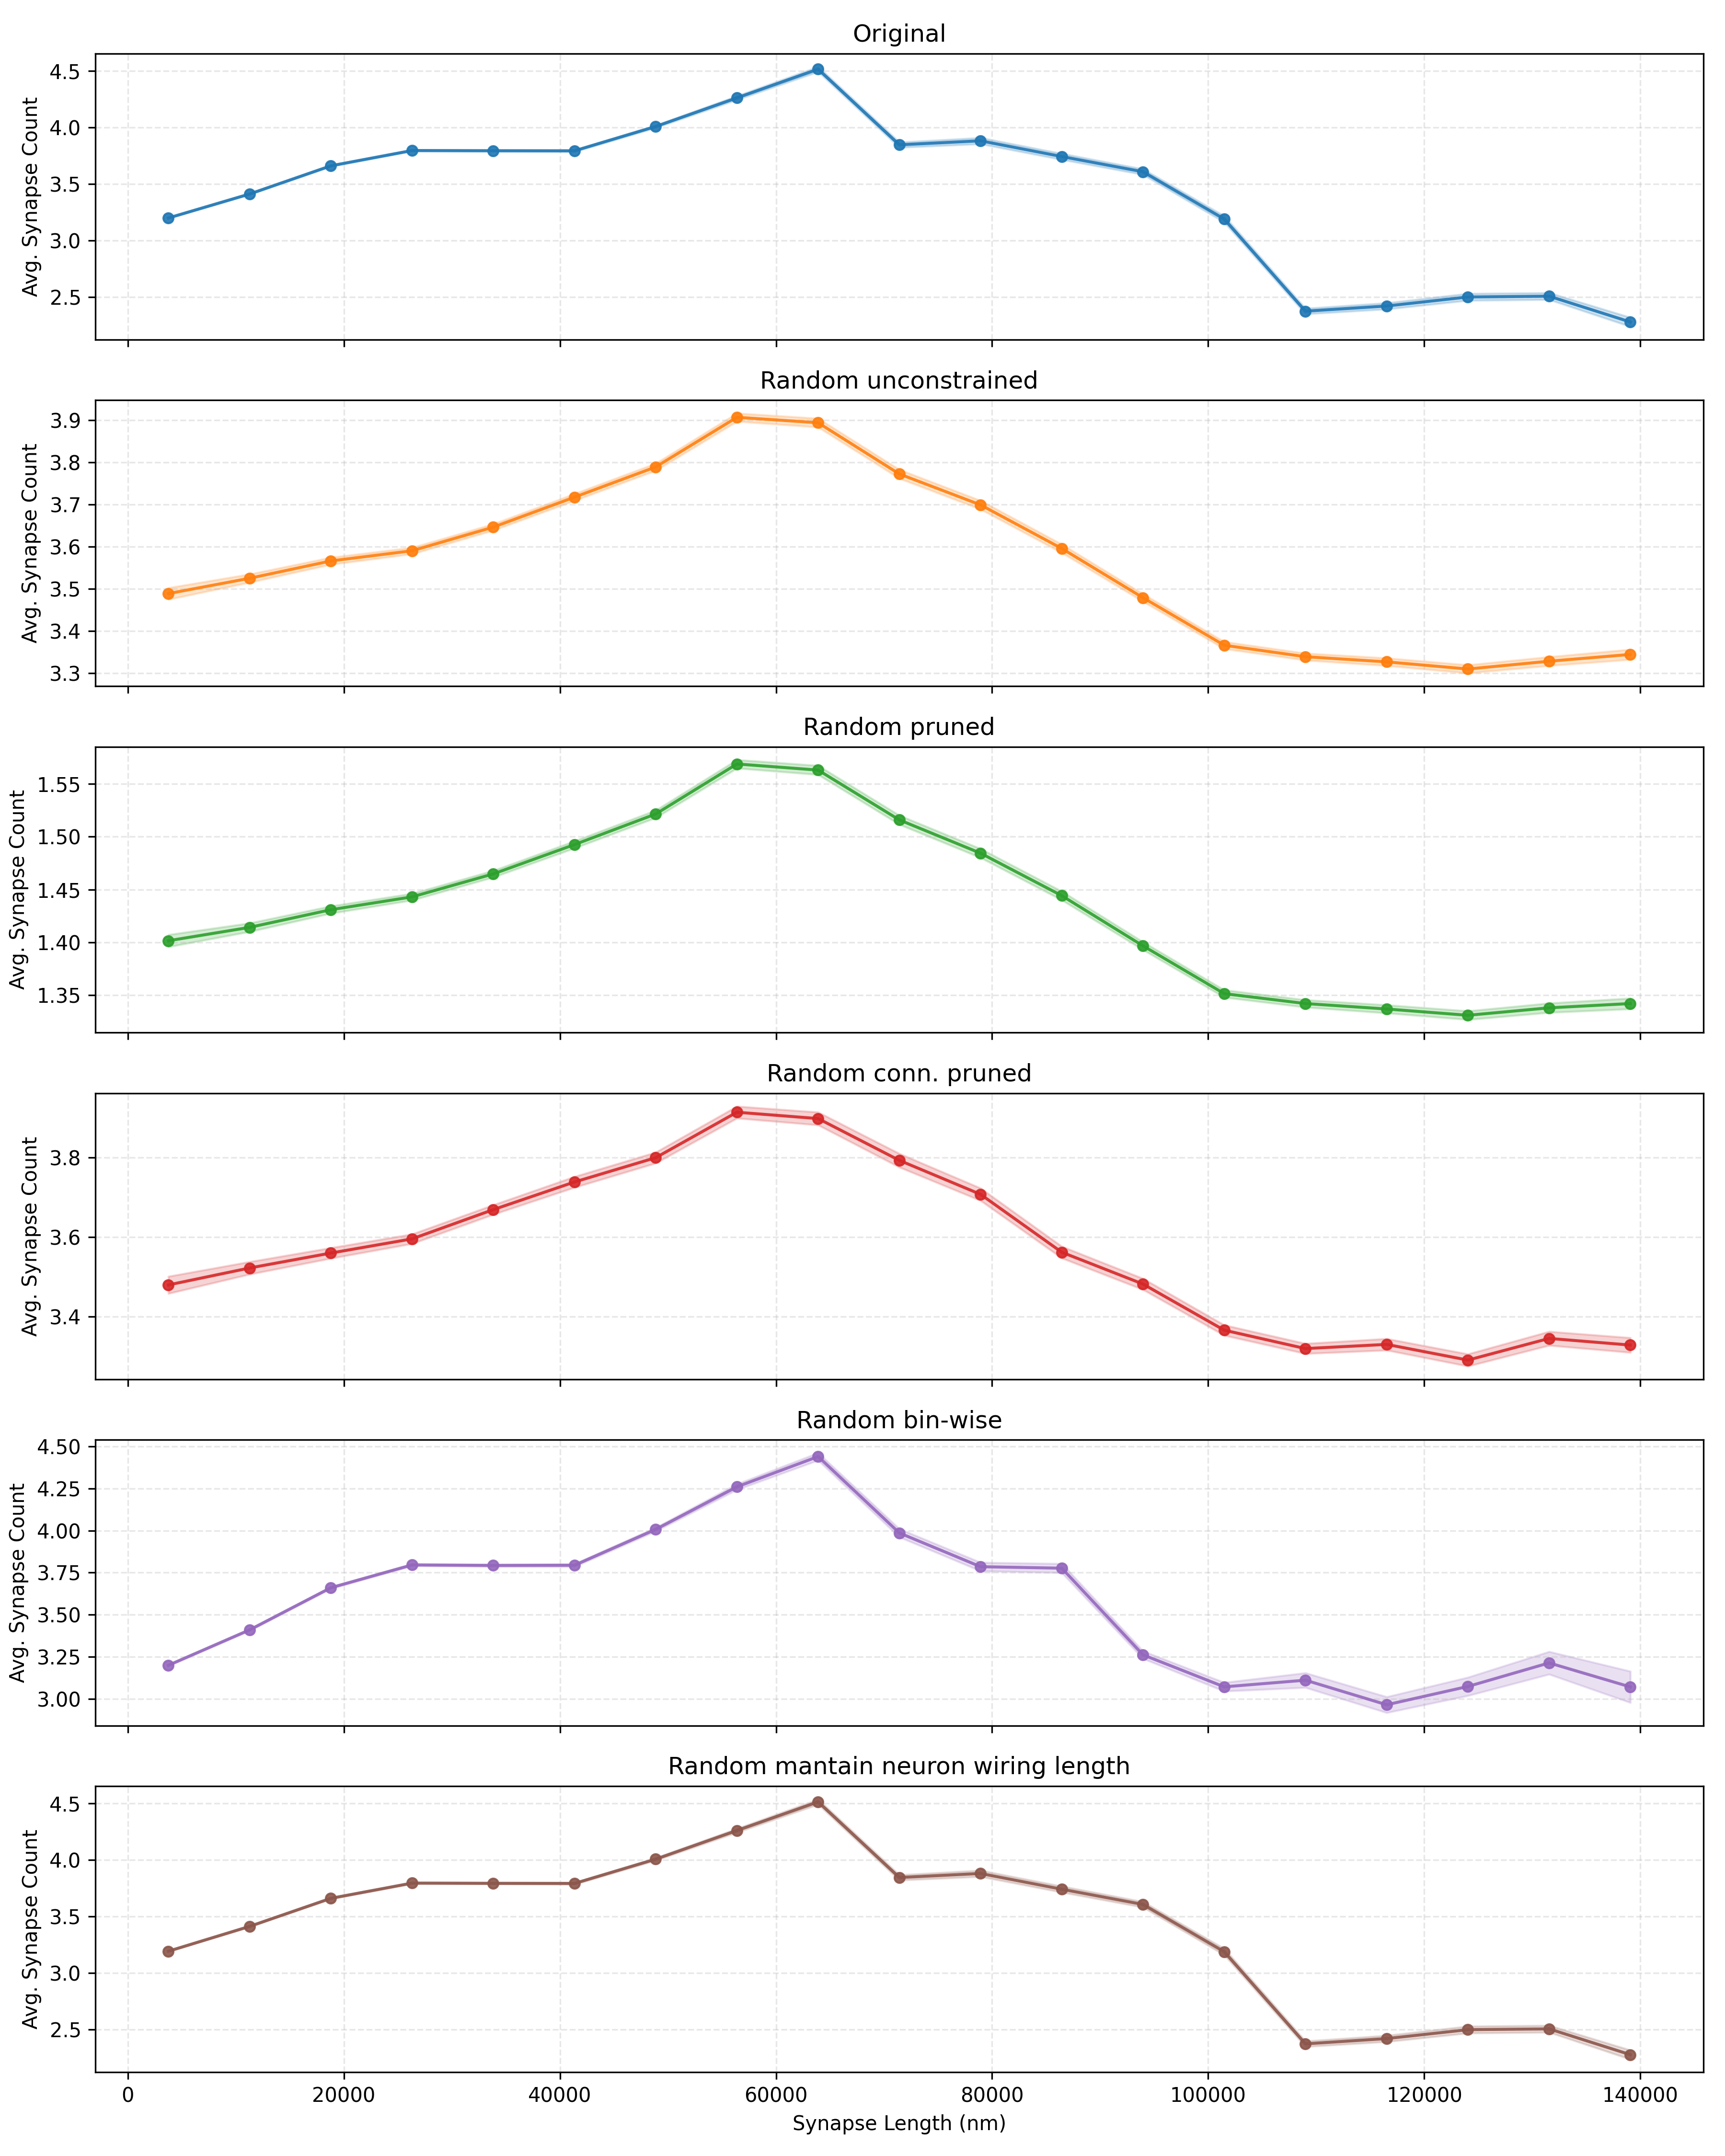 Original
Avg. Synapse Count
4.5
4.0
3.5
3.0
2.5
Random unconstrained
Avg. Synapse Count
3.9
3.8
3.7
3.6
3.5
3.4
3.3
Random pruned
Avg. Synapse Count
1.55
1.50
1.45
1.40
1.35
Random conn. pruned
Avg. Synapse Count
3.8
3.6
3.4
Random bin-wise
Avg. Synapse Count
4.50
4.25
4.00
3.75
3.50
3.25
3.00
Random mantain neuron wiring length
Avg. Synapse Count
4.5
4.0
3.5
3.0
2.5
0 20000 40000 60000 80000 100000 120000 140000
Synapse Length (nm)